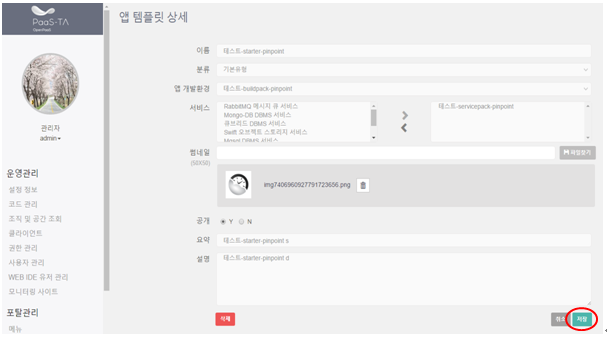 PaaS-TA
OpenPaaS
관리자
admin
운영관리
설정 정보
코드 관리
조직 및 공간 조회
클라이언트
권한 관리
사용자 관리
WEB IDE 유저 관리
모니터링 사이트
포탈관리
메뉴
앱 템플릿 상세
이름
테스트-starter-pinpoint
분류
기본유형
앱 개발환경
테스트-buildpack-pinpoint
서비스
RabbitMQ 메시지 큐 서비스
Mongo DB DBMS 서비스
큐브리드 DBMS 서비스
Swift 오브젝트 스토리지 서비스
Mysql DBMS 서비스
테스트-servicepack-pinpoint
썸네일
(50X50)
파일찾기
img7406960927791723656.png
공개
Y
N
요약
테스트-starter-pinpoint s
설명
테스트-starter-pinpoint d
삭제
취소
저장